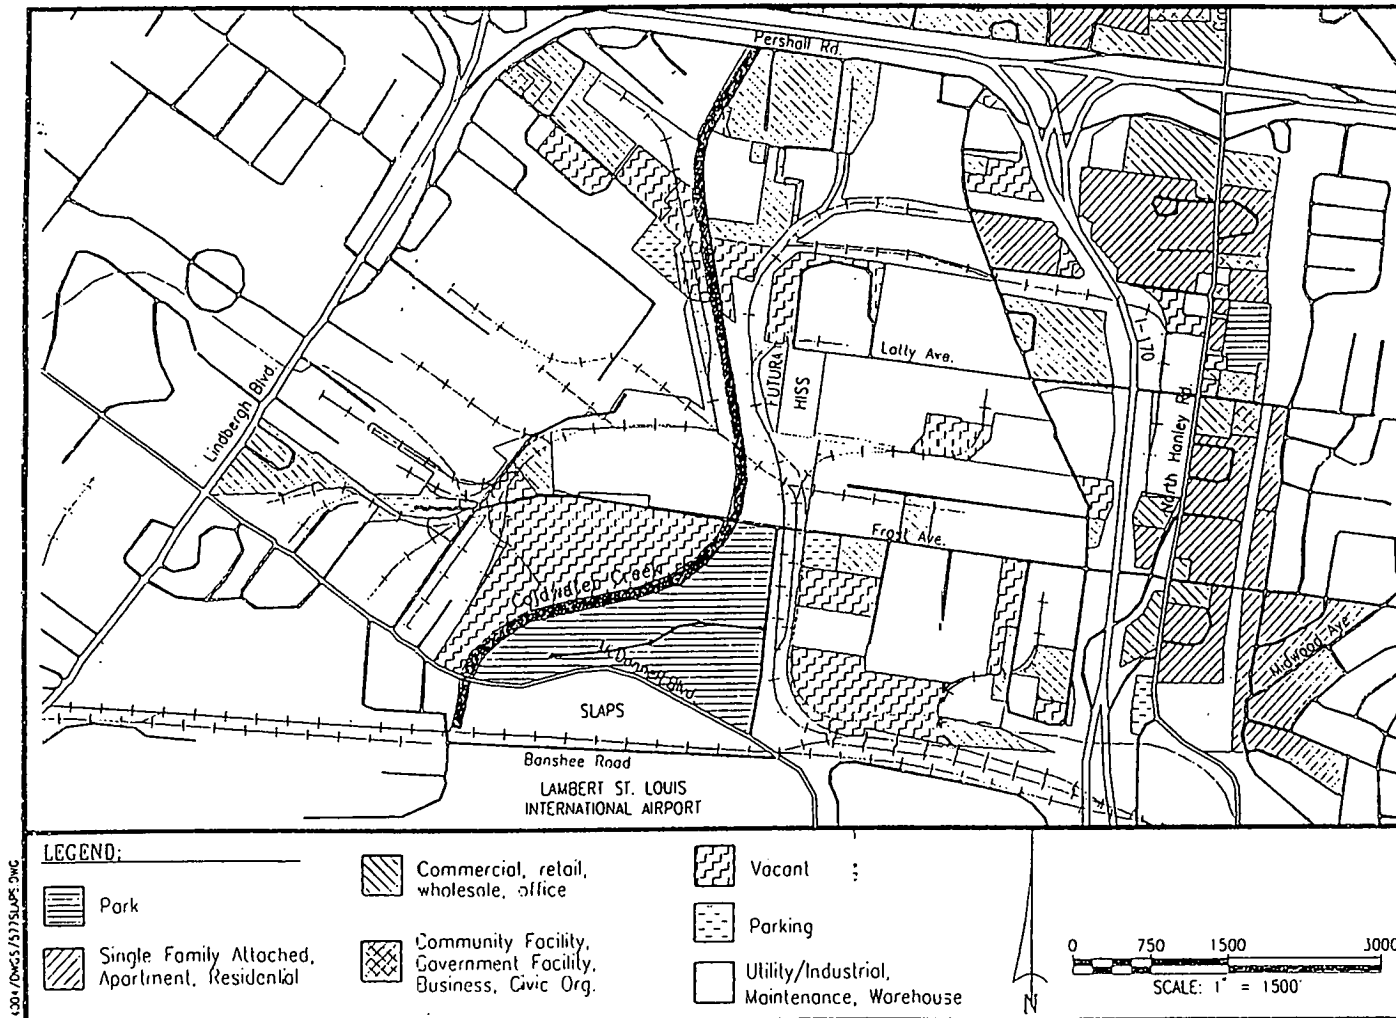 Pershall Rd.
Lindbergh Blvd.
I-170
Latty Ave.
FUTURA
HISS
North Hanley Rd.
Frost Ave.
Coldwater Creek
Mc Donnell Blvd
Midwood Ave.
SLAPS
Banshee Road
LAMBERT ST. LOUIS
INTERNATIONAL AIRPORT
LEGEND:
Park
Single Family Attached,
Apartment, Residential
Commercial, retail,
wholesale, office
Community Facility,
Government Facility,
Business, Civic Org.
Vacant
Parking
Utility/Industrial,
Maintenance, Warehouse
N
0 750 1500 3000
SCALE: 1" = 1500'